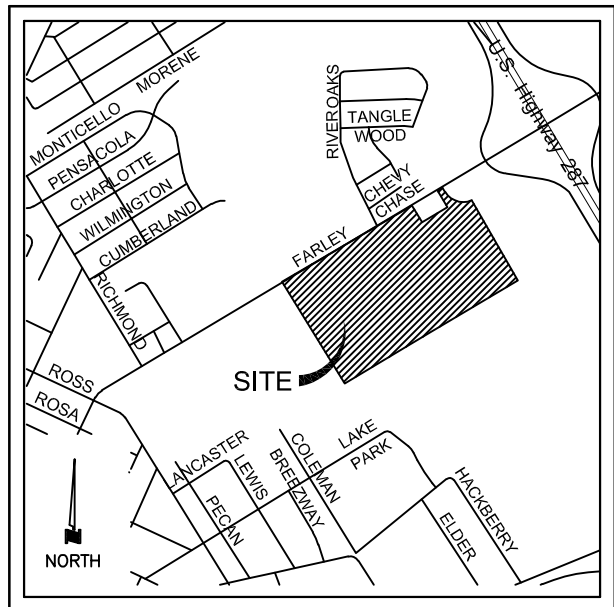 MONTICELLO
MORENE
PENSACOLA
CHARLOTTE
WILMINGTON
CUMBERLAND
RICHMOND
RIVEROAKS
TANGLE
WOOD
CHEVY
CHASE
U.S. Highway 287
FARLEY
SITE
ROSS
ROSA
LANCASTER
LEWIS
PECAN
COLEMAN
BREEZWAY
LAKE
PARK
HACKBERRY
ELDER
N
NORTH